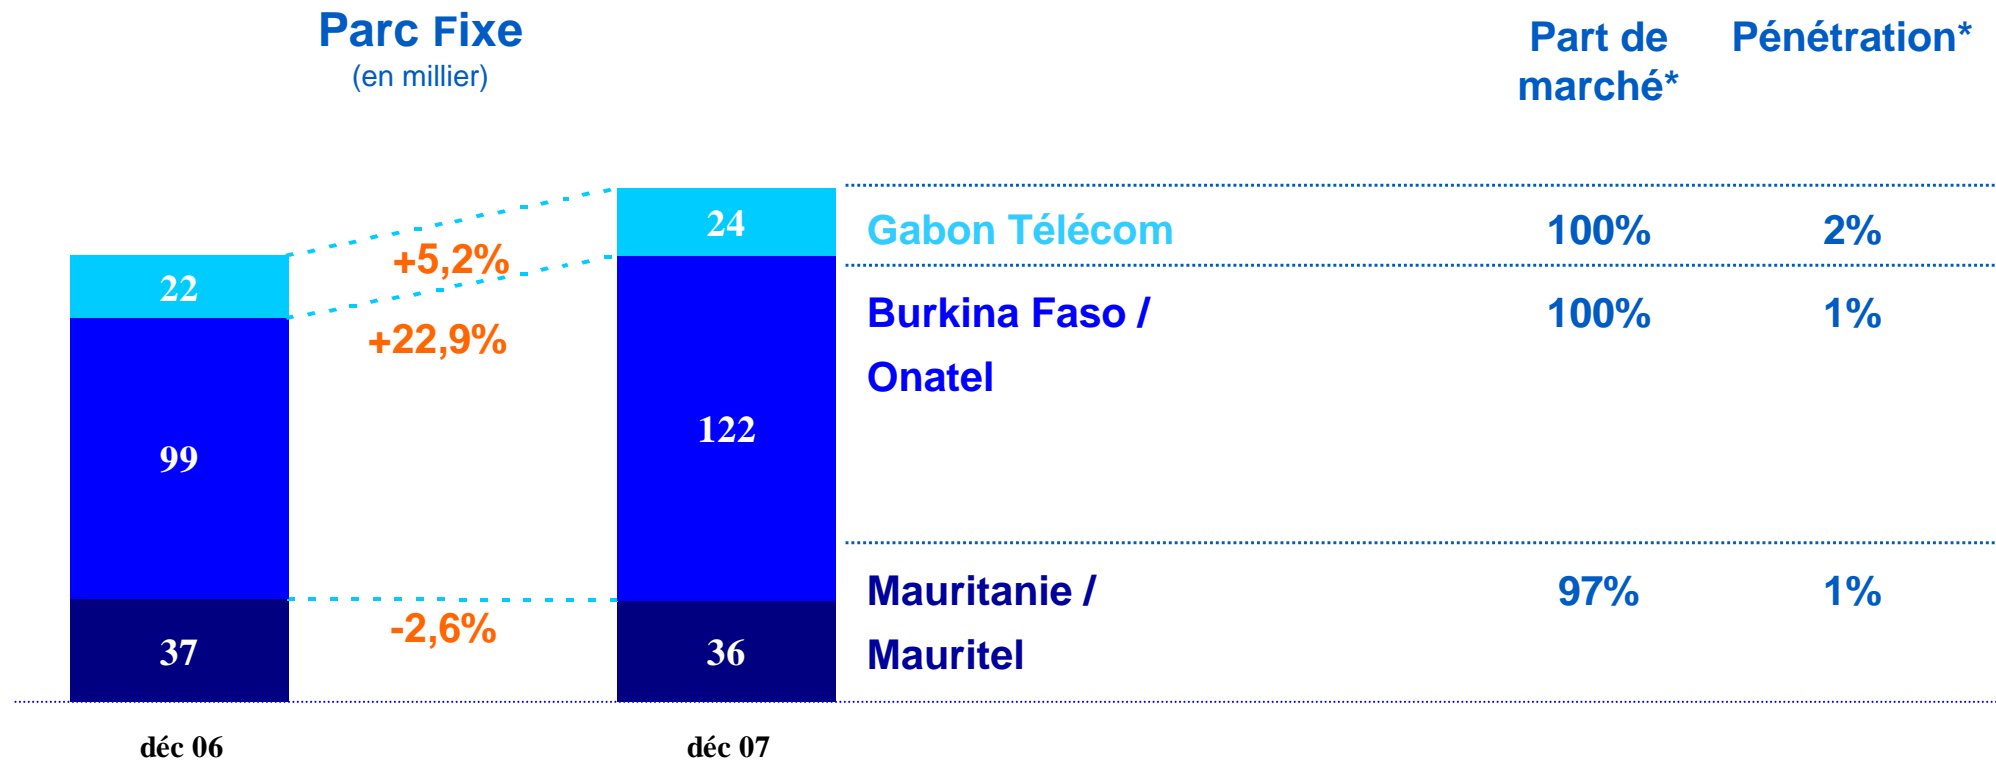 Parc Fixe
(en millier)
Part de
marché*
Pénétration*
+5,2%
+22,9%
-2,6%
22
99
37
24
122
36
déc 06
déc 07
Gabon Télécom 100% 2%
Burkina Faso / 100% 1%
Onatel
Mauritanie / 97% 1%
Mauritel